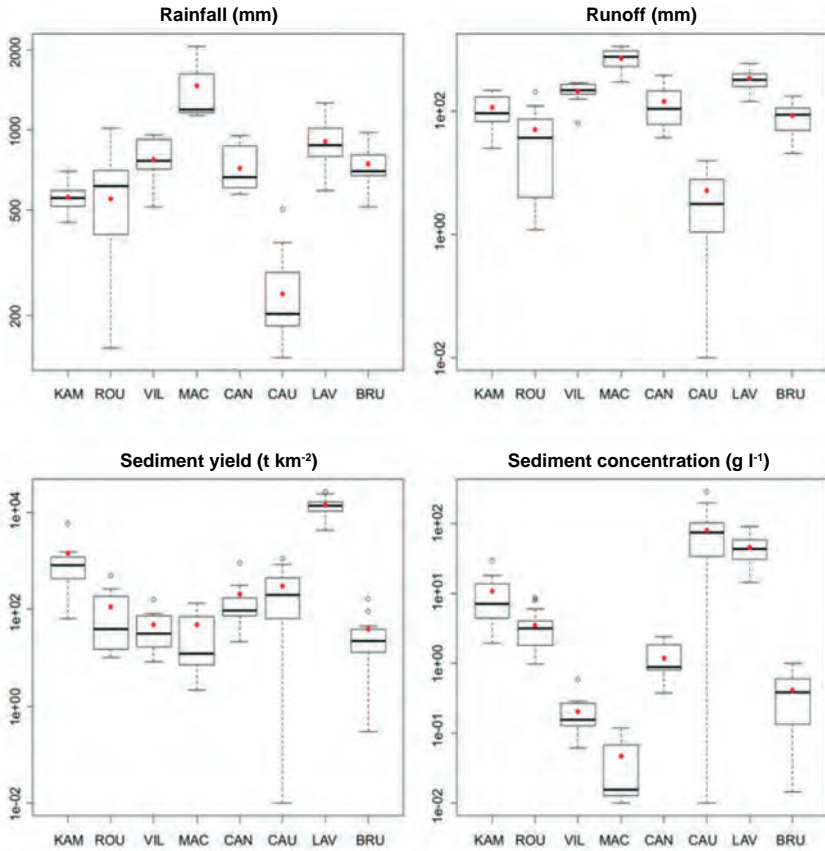 Rainfall (mm)
2000
1000
500
200
KAM ROU VIL MAC CAN CAU LAV BRU
Runoff (mm)
1e+02
1e+00
1e-02
KAM ROU VIL MAC CAN CAU LAV BRU
Sediment yield (t km-2)
1e+04
1e+02
1e+00
1e-02
KAM ROU VIL MAC CAN CAU LAV BRU
Sediment concentration (g l-1)
1e+02
1e+01
1e+00
1e-01
1e-02
KAM ROU VIL MAC CAN CAU LAV BRU